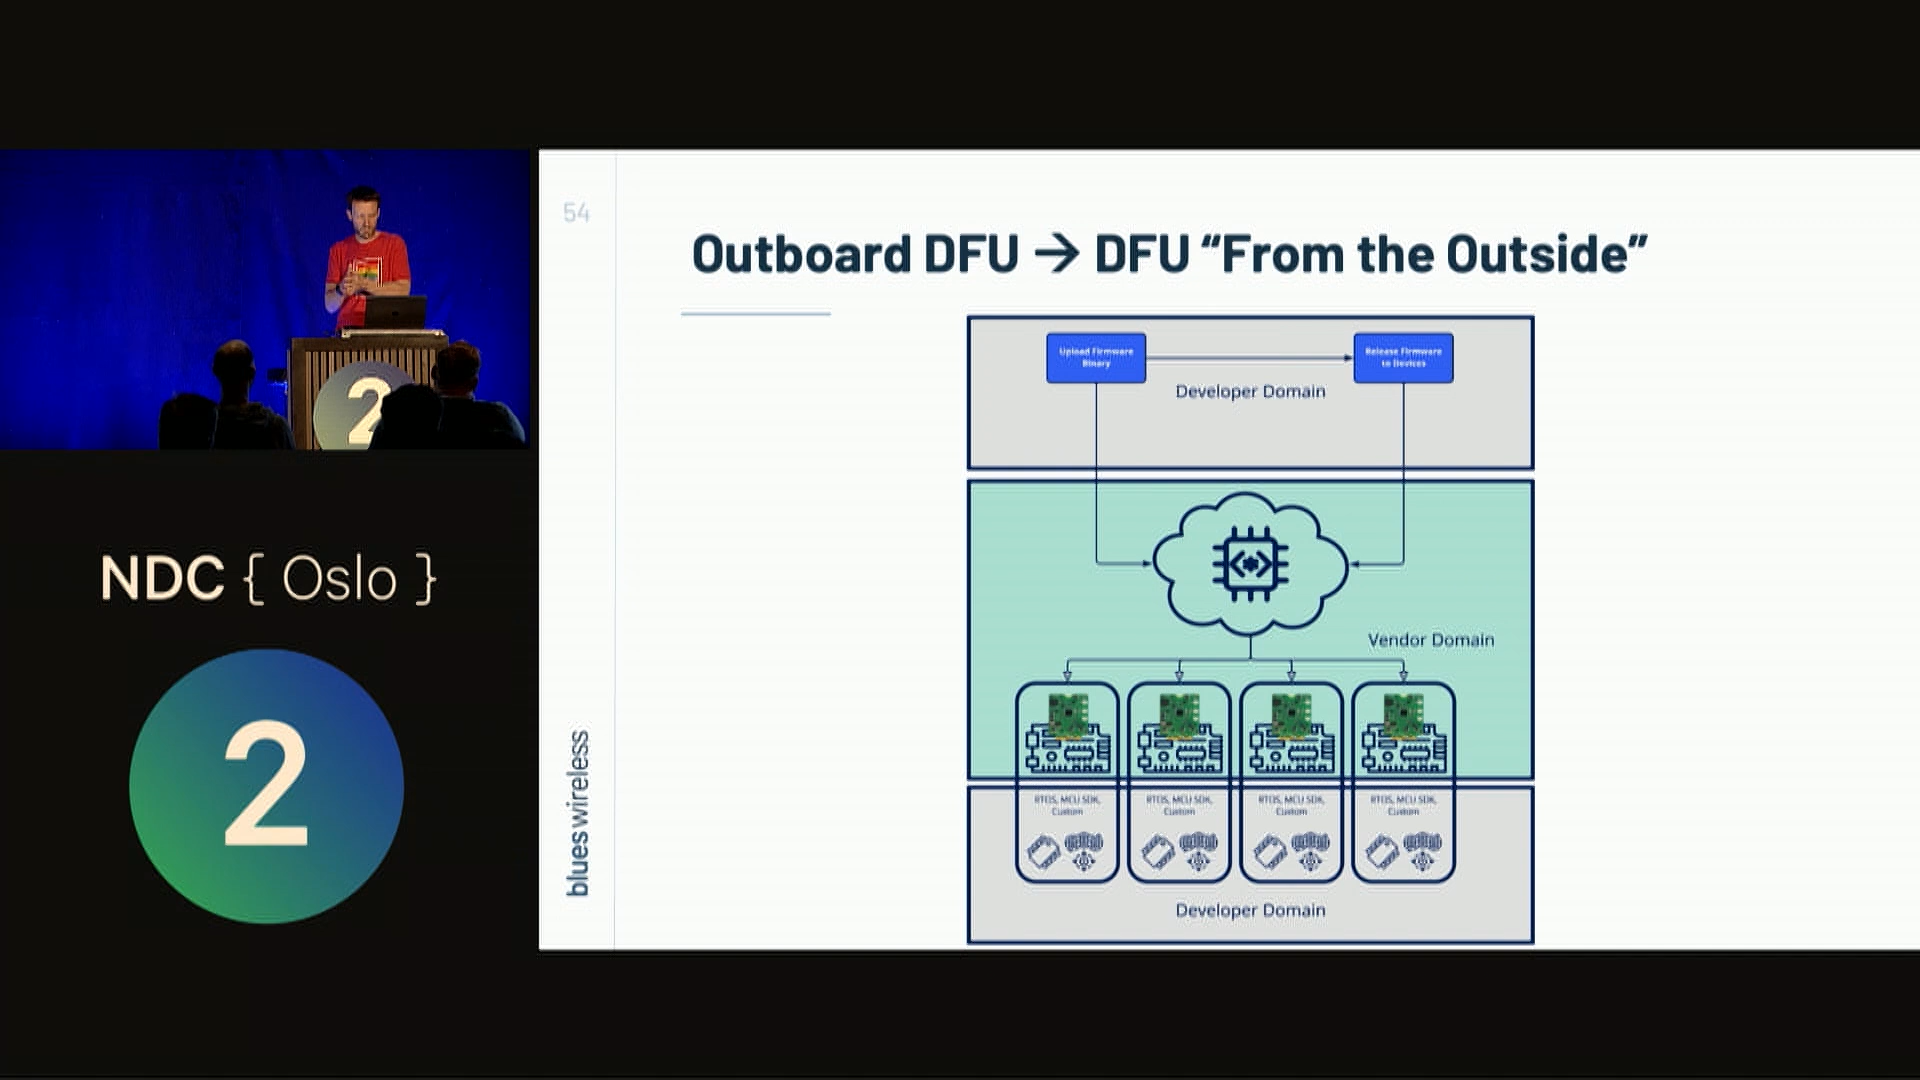 54
Outboard DFU → DFU “From the Outside”
Upload Firmware
Binary
Release Firmware
to Devices
Developer Domain
Vendor Domain
RTOS, MCU SDK,
Custom
RTOS, MCU SDK,
Custom
RTOS, MCU SDK,
Custom
RTOS, MCU SDK,
Custom
Developer Domain
blues wireless
2
NDC { Oslo }
2